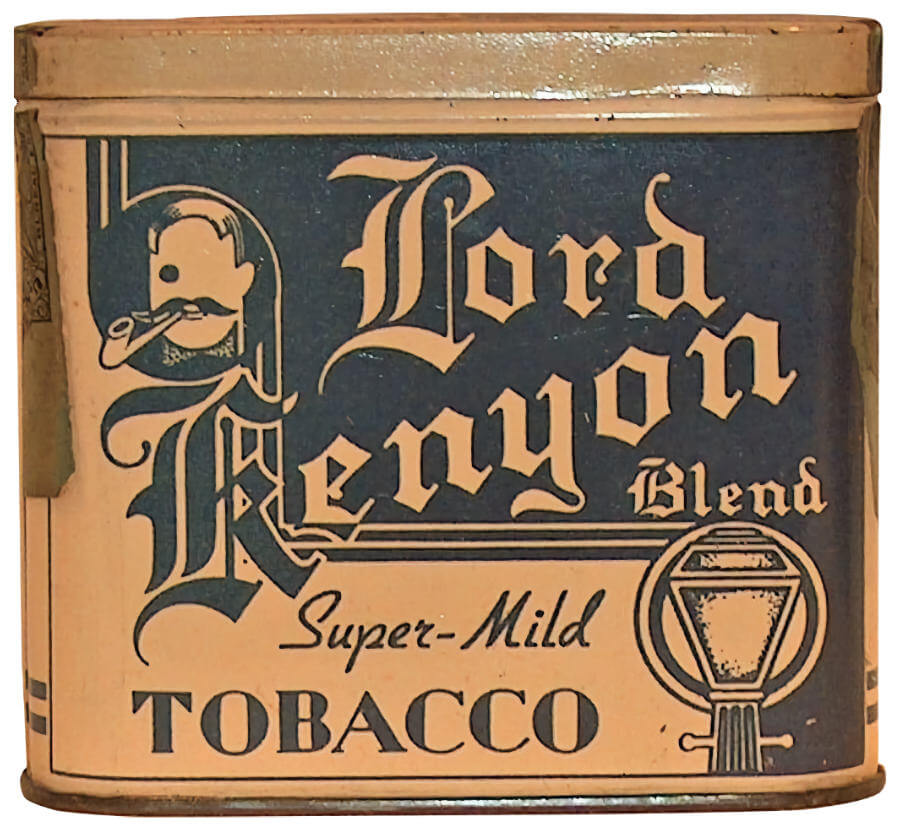 Lord
Kenyon
Blend
Super-Mild
TOBACCO